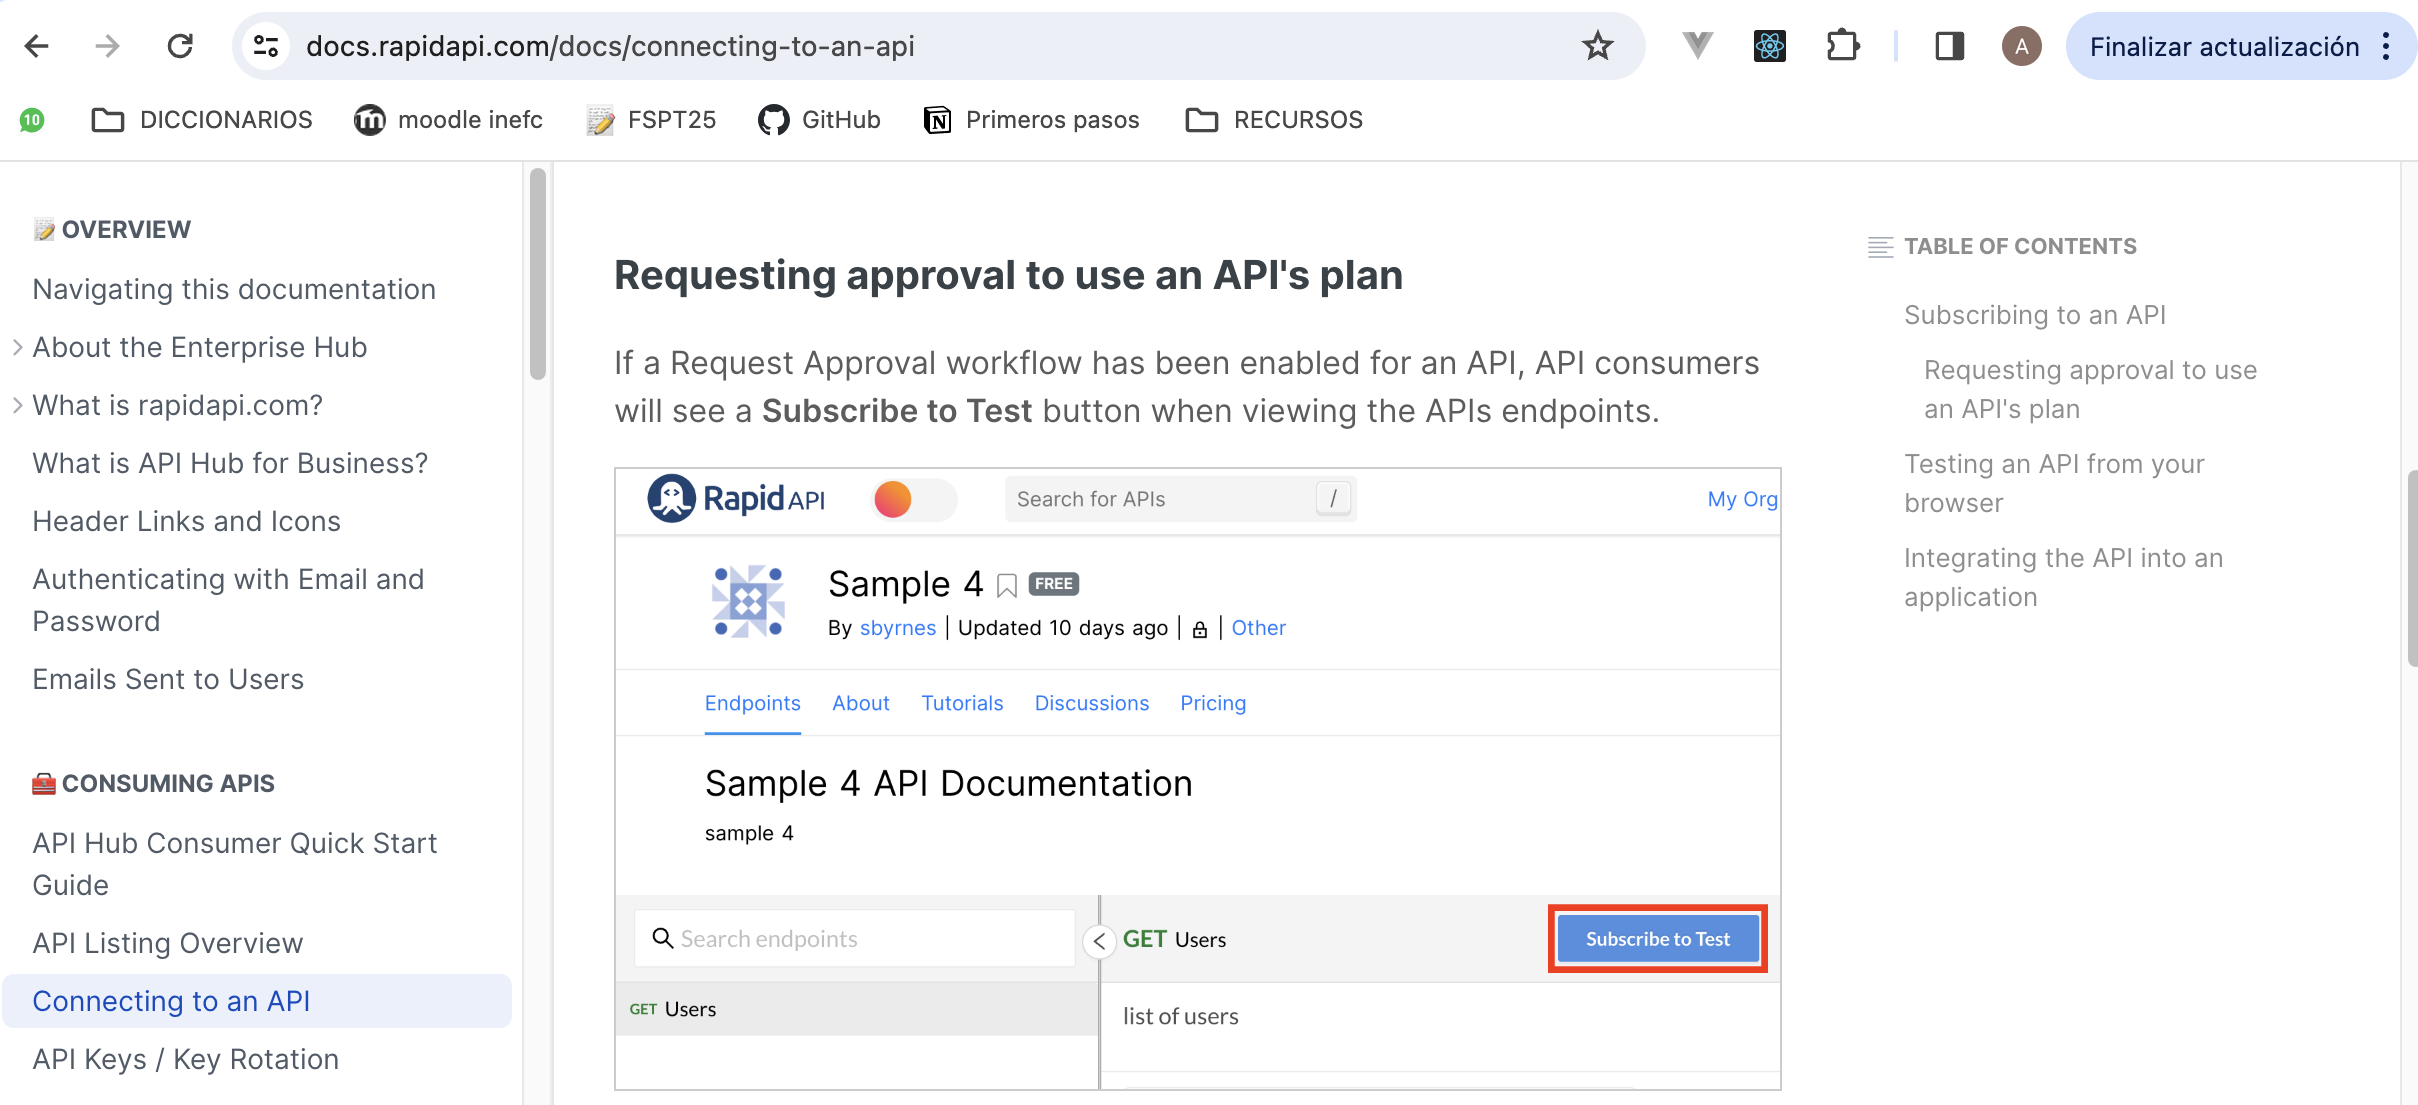 docs.rapidapi.com/docs/connecting-to-an-api
A
Finalizar actualización
10
DICCIONARIOS
m
moodle inefc
FSPT25
GitHub
N
Primeros pasos
RECURSOS
OVERVIEW
Navigating this documentation
About the Enterprise Hub
What is rapidapi.com?
What is API Hub for Business?
Header Links and Icons
Authenticating with Email and
Password
Emails Sent to Users
CONSUMING APIS
API Hub Consumer Quick Start
Guide
API Listing Overview
Connecting to an API
API Keys / Key Rotation
Requesting approval to use an API's plan
If a Request Approval workflow has been enabled for an API, API consumers
will see a Subscribe to Test button when viewing the APIs endpoints.
Rapid API
Search for APIs
/
My Org
Sample 4
FREE
By sbyrnes | Updated 10 days ago | | Other
Endpoints
About
Tutorials
Discussions
Pricing
Sample 4 API Documentation
sample 4
Search endpoints
GET Users
GET Users
Subscribe to Test
list of users
TABLE OF CONTENTS
Subscribing to an API
Requesting approval to use
an API's plan
Testing an API from your
browser
Integrating the API into an
application